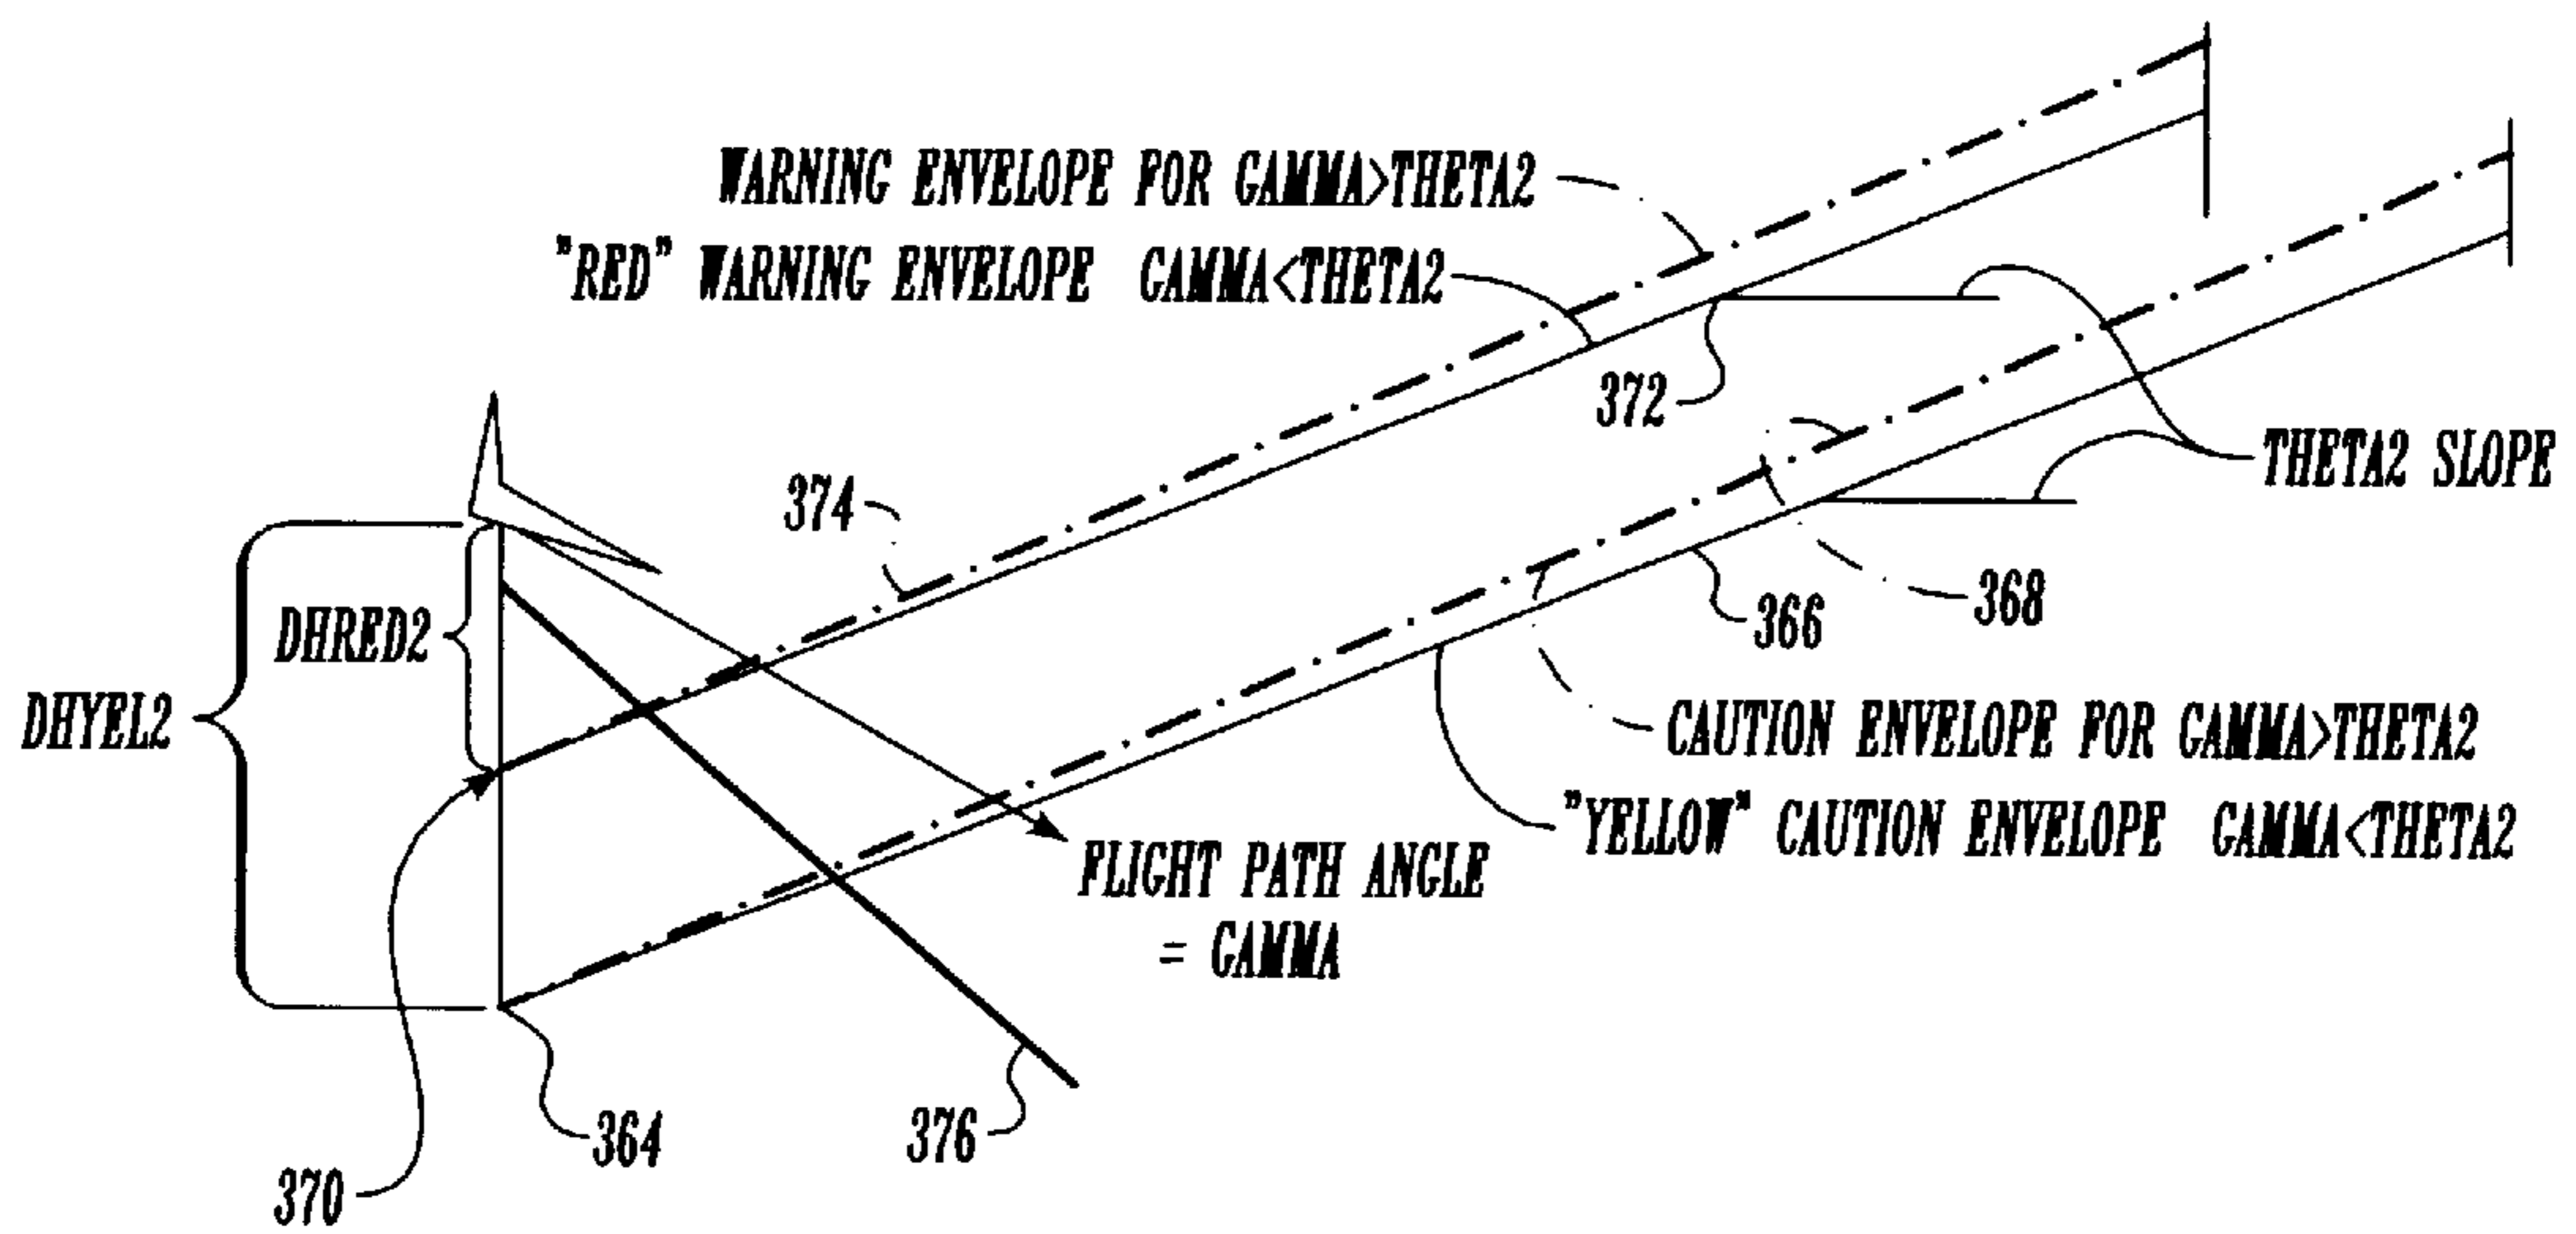 WARNING ENVELOPE FOR GAMMA>THETA2
"RED" WARNING ENVELOPE GAMMA<THETA2
372
THETA2 SLOPE
374
368
366
DHRED2
DHYEL2
CAUTION ENVELOPE FOR GAMMA>THETA2
"YELLOW" CAUTION ENVELOPE GAMMA<THETA2
FLIGHT PATH ANGLE
= GAMMA
364
376
370